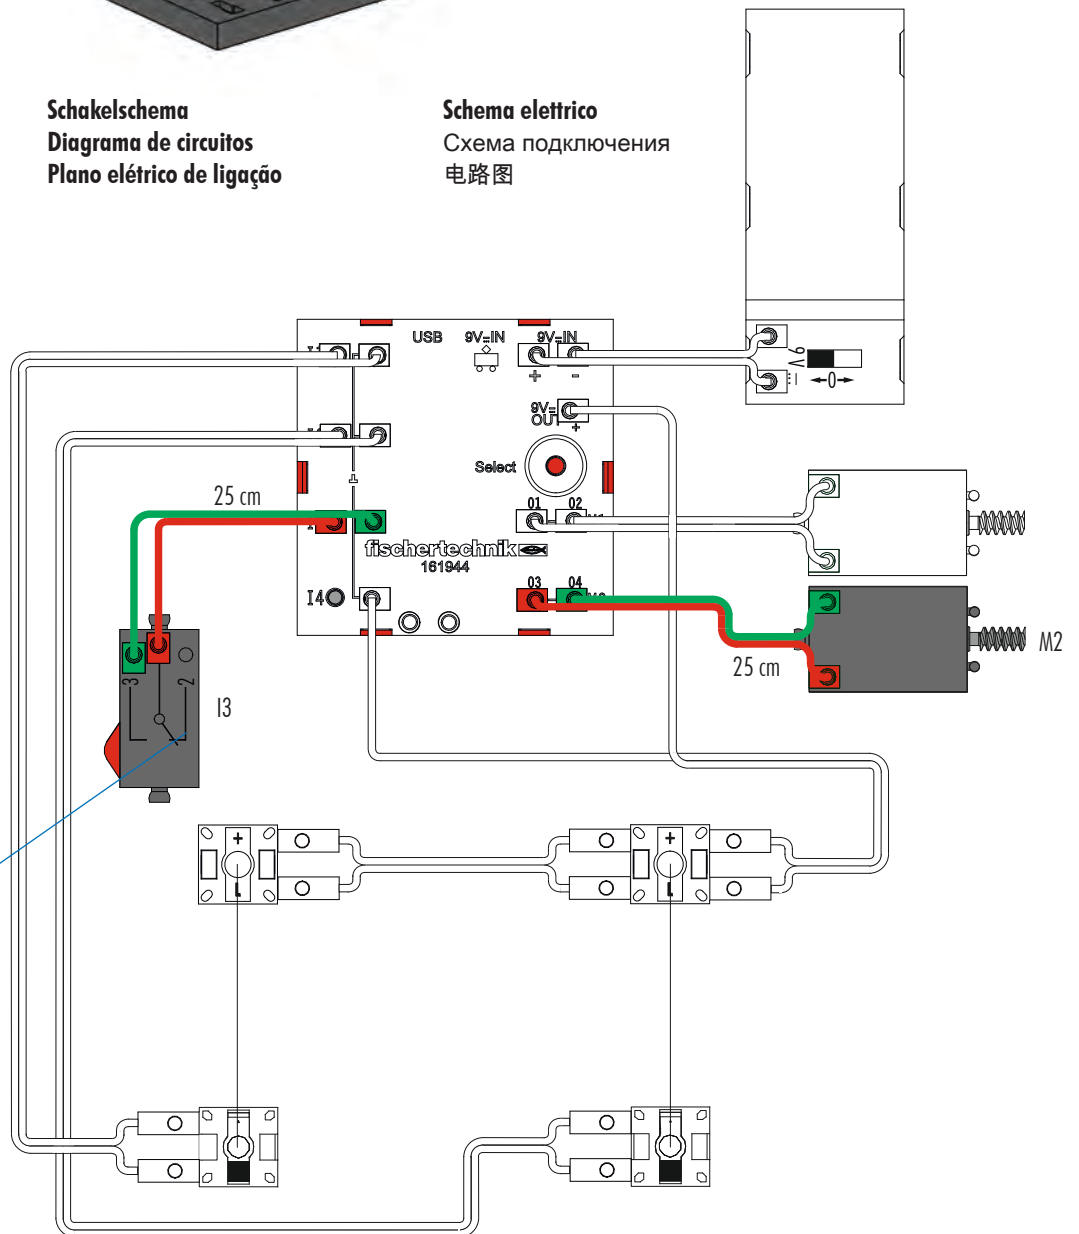 Schakelschema
Diagrama de circuitos
Plano elétrico de ligação
Schema elettrico
Схема подключения
电路图
USB
9V=IN
9V=IN
+ -
9V=
OUT +
9V
←0→
Select
25 cm
O1 O2
fischertechnik
161944
O3 O4
I4
M2
25 cm
3 2
I3
+
+